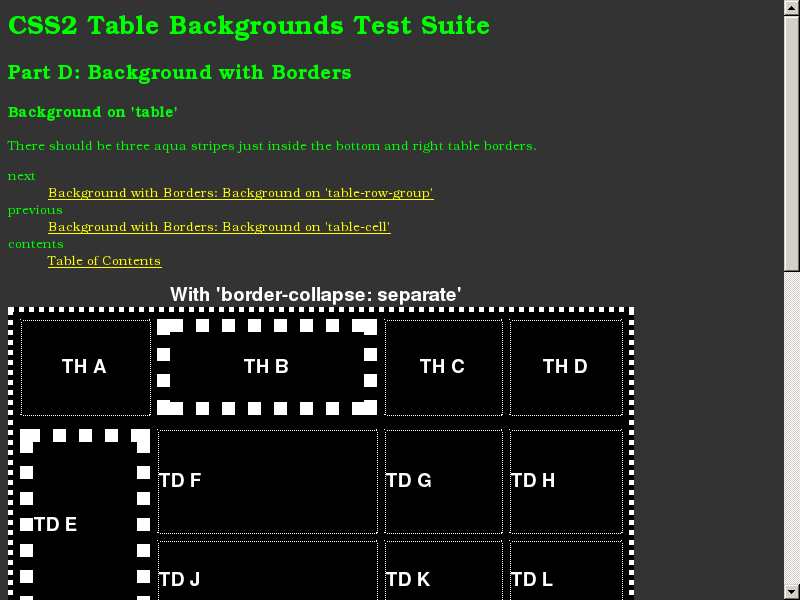 CSS2 Table Backgrounds Test Suite
Part D: Background with Borders
Background on 'table'
There should be three aqua stripes just inside the bottom and right table borders.
next
Background with Borders: Background on 'table-row-group'
previous
Background with Borders: Background on 'table-cell'
contents
Table of Contents
With 'border-collapse: separate'
TH A TH B TH C TH D
TD F TD G TD H
TD E
TD J TD K TD L